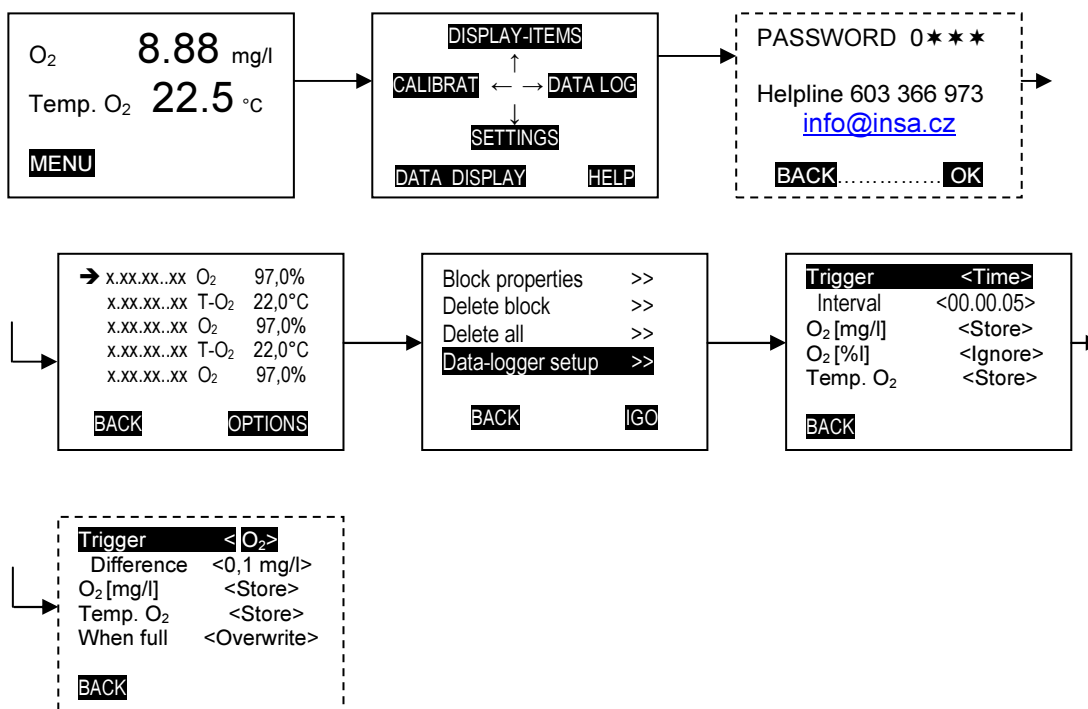 O₂ 8.88 mg/l
Temp. O₂ 22.5 °C
MENU
DISPLAY-ITEMS
↑
CALIBRAT ← → DATA LOG
↓
SETTINGS
DATA DISPLAY HELP
PASSWORD 0✶✶✶
Helpline 603 366 973
info@insa.cz
BACK…………… OK
➔ x.xx.xx..xx O₂ 97,0%
x.xx.xx..xx T-O₂ 22,0°C
x.xx.xx..xx O₂ 97,0%
x.xx.xx..xx T-O₂ 22,0°C
x.xx.xx..xx O₂ 97,0%
BACK OPTIONS
Block properties >>
Delete block >>
Delete all >>
Data-logger setup >>
BACK IGO
Trigger <Time>
Interval <00.00.05>
O₂ [mg/l] <Store>
O₂ [%l] <Ignore>
Temp. O₂ <Store>
BACK
Trigger < O₂>
Difference <0,1 mg/l>
O₂ [mg/l] <Store>
Temp. O₂ <Store>
When full <Overwrite>
BACK